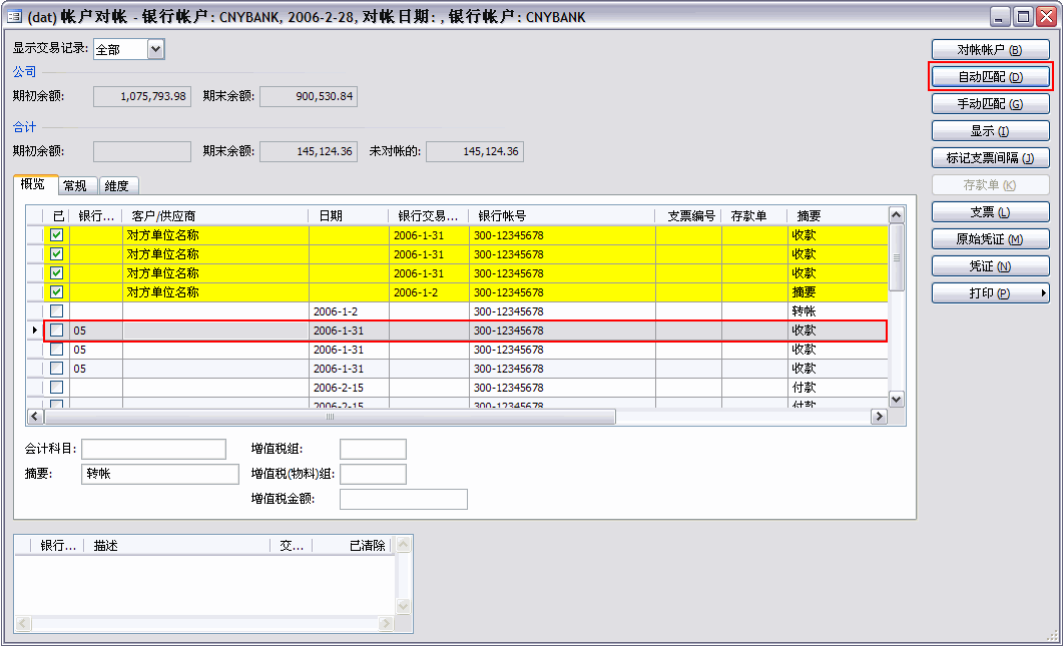 (dat) 帐户对帐 - 银行帐户: CNYBANK, 2006-2-28, 对帐日期: , 银行帐户: CNYBANK
显示交易记录: 全部
公司
期初余额: 1,075,793.98 期末余额: 900,530.84
合计
期初余额: 期末余额: 145,124.36 未对帐的: 145,124.36
概览 常规 维度
已 银行... 客户/供应商 日期 银行交易... 银行帐号 支票编号 存款单 摘要
对方单位名称 2006-1-31 300-12345678 收款
对方单位名称 2006-1-31 300-12345678 收款
对方单位名称 2006-1-31 300-12345678 收款
对方单位名称 2006-1-2 300-12345678 摘要
2006-1-2 300-12345678 转帐
05 2006-1-31 300-12345678 收款
05 2006-1-31 300-12345678 收款
05 2006-1-31 300-12345678 收款
2006-2-15 300-12345678 付款
2006-2-15 300-12345678 付款
会计科目: 增值税组:
摘要: 转帐 增值税(物料)组:
增值税金额:
银行... 描述 交... 已清除
对帐帐户 (B)
自动匹配 (D)
手动匹配 (G)
显示 (I)
标记支票间隔 (J)
存款单 (K)
支票 (L)
原始凭证 (M)
凭证 (N)
打印 (P)